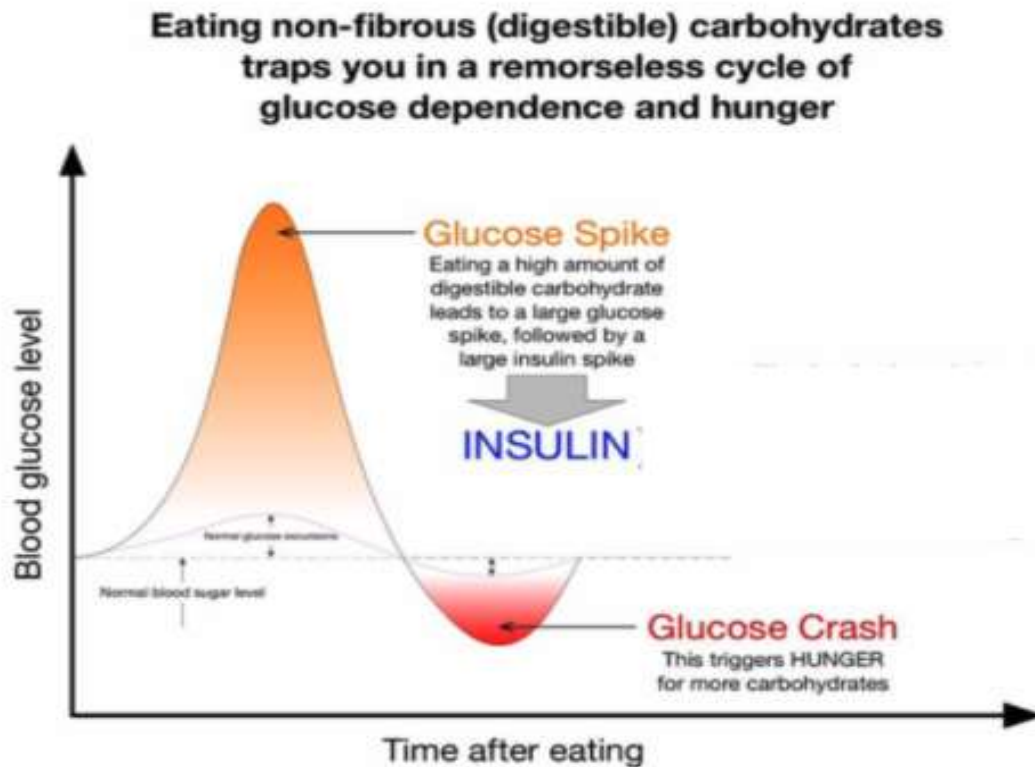 Eating non-fibrous (digestible) carbohydrates
traps you in a remorseless cycle of
glucose dependence and hunger
Blood glucose level
Glucose Spike
Eating a high amount of
digestible carbohydrate
leads to a large glucose
spike, followed by a
large insulin spike
INSULIN
Normal glucose excursions
Normal blood sugar level
Glucose Crash
This triggers HUNGER
for more carbohydrates
Time after eating